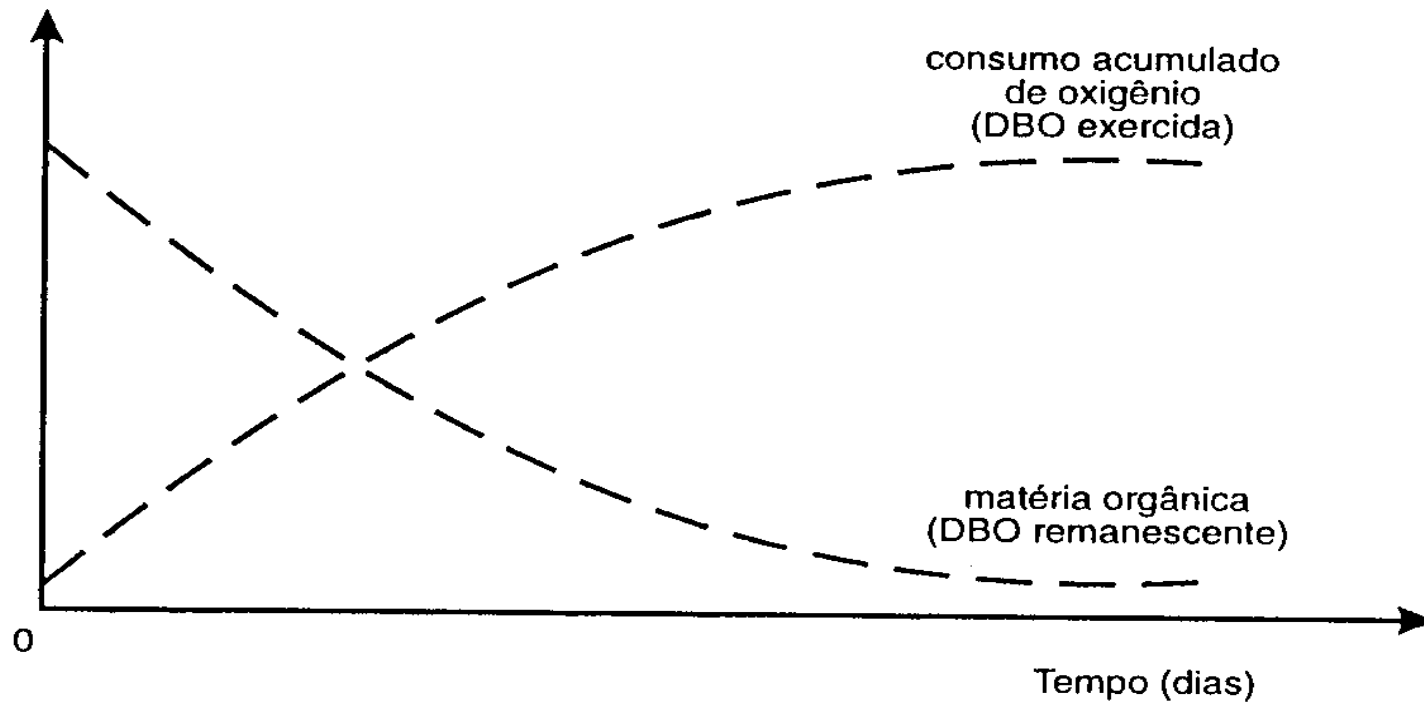 consumo acumulado
de oxigênio
(DBO exercida)
matéria orgânica
(DBO remanescente)
0
Tempo (dias)